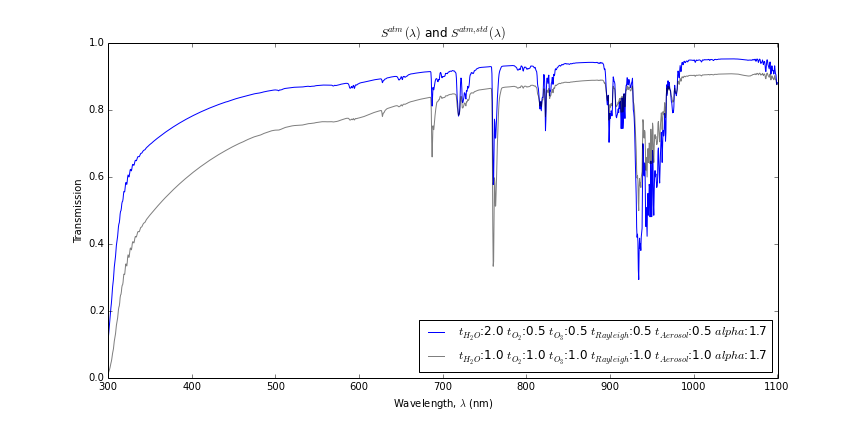 S^{atm}(λ) and S^{atm,std}(λ)
1.0
0.8
0.6
0.4
0.2
0.0
Transmission
t_{H_2O}:2.0 t_{O_2}:0.5 t_{O_3}:0.5 t_{Rayleigh}:0.5 t_{Aerosol}:0.5 alpha:1.7
t_{H_2O}:1.0 t_{O_2}:1.0 t_{O_3}:1.0 t_{Rayleigh}:1.0 t_{Aerosol}:1.0 alpha:1.7
300 400 500 600 700 800 900 1000 1100
Wavelength, λ (nm)